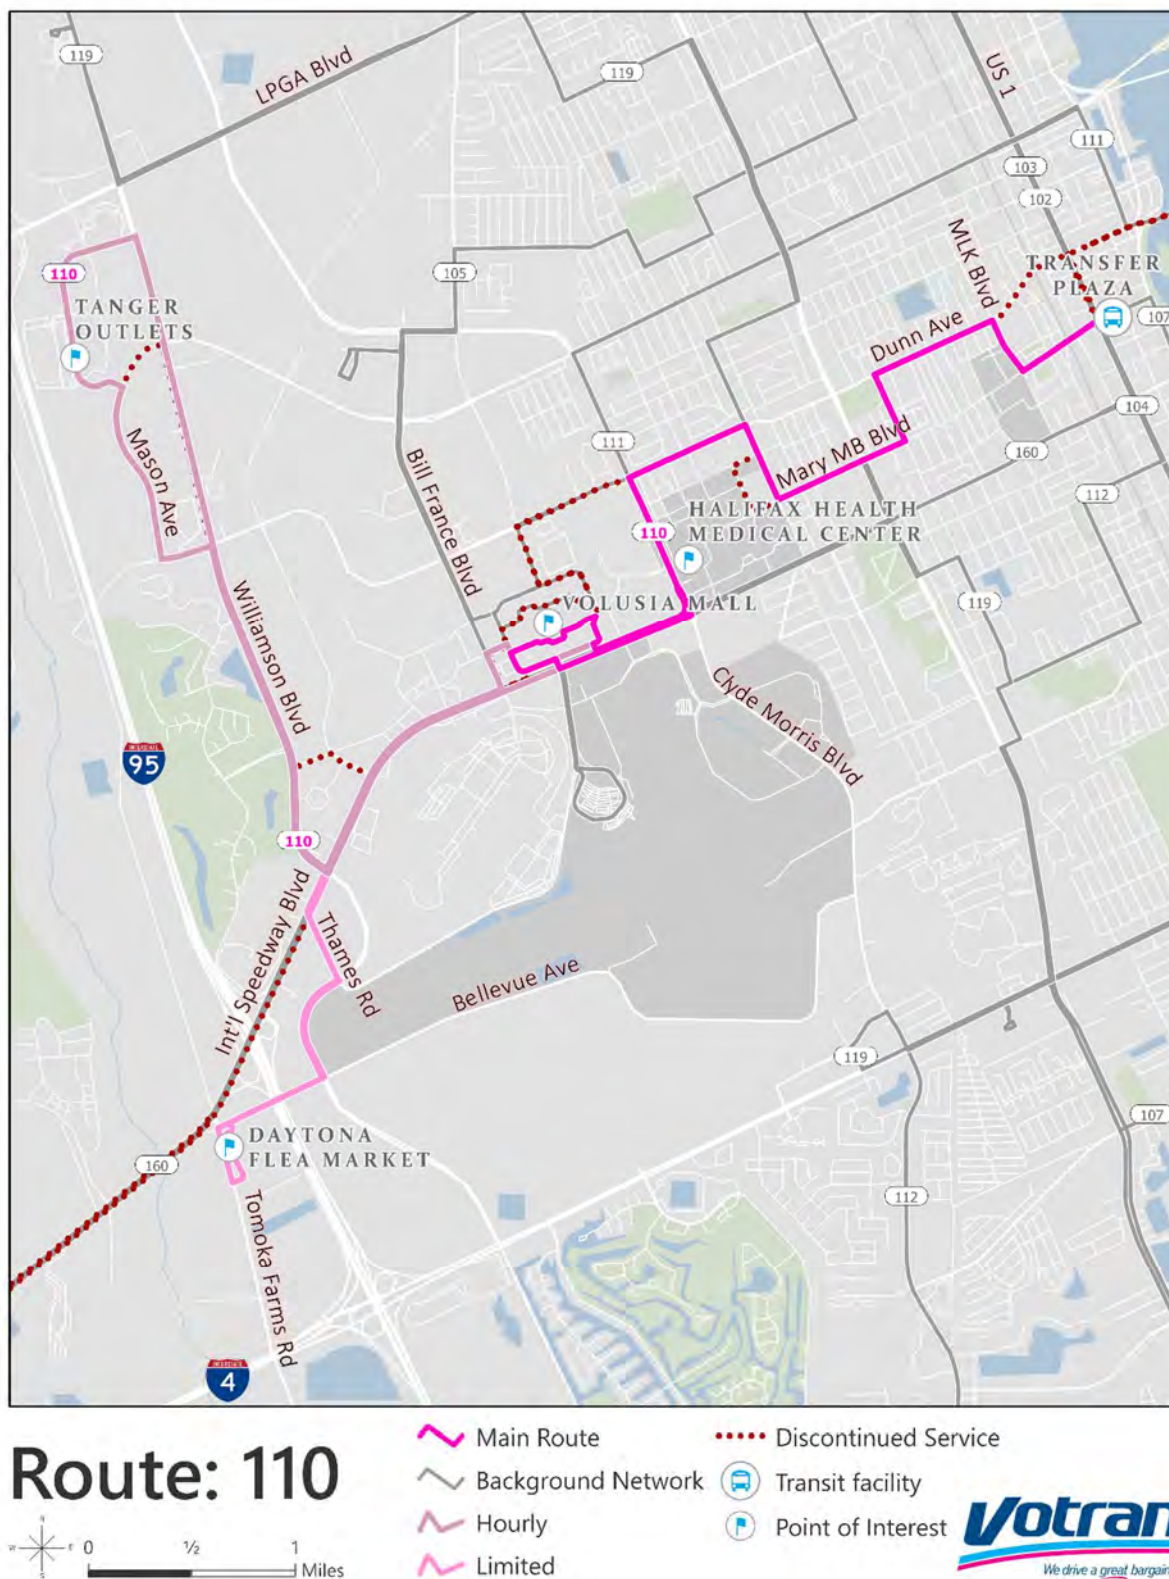 119
LPGA Blvd
119
US 1
111
103
102
110
105
MLK Blvd
TRANSFER
PLAZA
TANGER
OUTLETS
Dunn Ave
107
104
Mason Ave
111
Bill France Blvd
Mary MB Blvd
160
112
110
HALIFAX HEALTH
MEDICAL CENTER
VOLUSIA MALL
119
Williamson Blvd
Clyde Morris Blvd
INTERSTATE
95
110
Int'l Speedway Blvd
Thames Rd
Bellevue Ave
119
107
DAYTONA
FLEA MARKET
160
112
Tomoka Farms Rd
INTERSTATE
4
Route: 110
N
W
E
S
0
½
1
Miles
Main Route
Background Network
Hourly
Limited
Discontinued Service
Transit facility
Point of Interest
Votran
We drive a great bargain